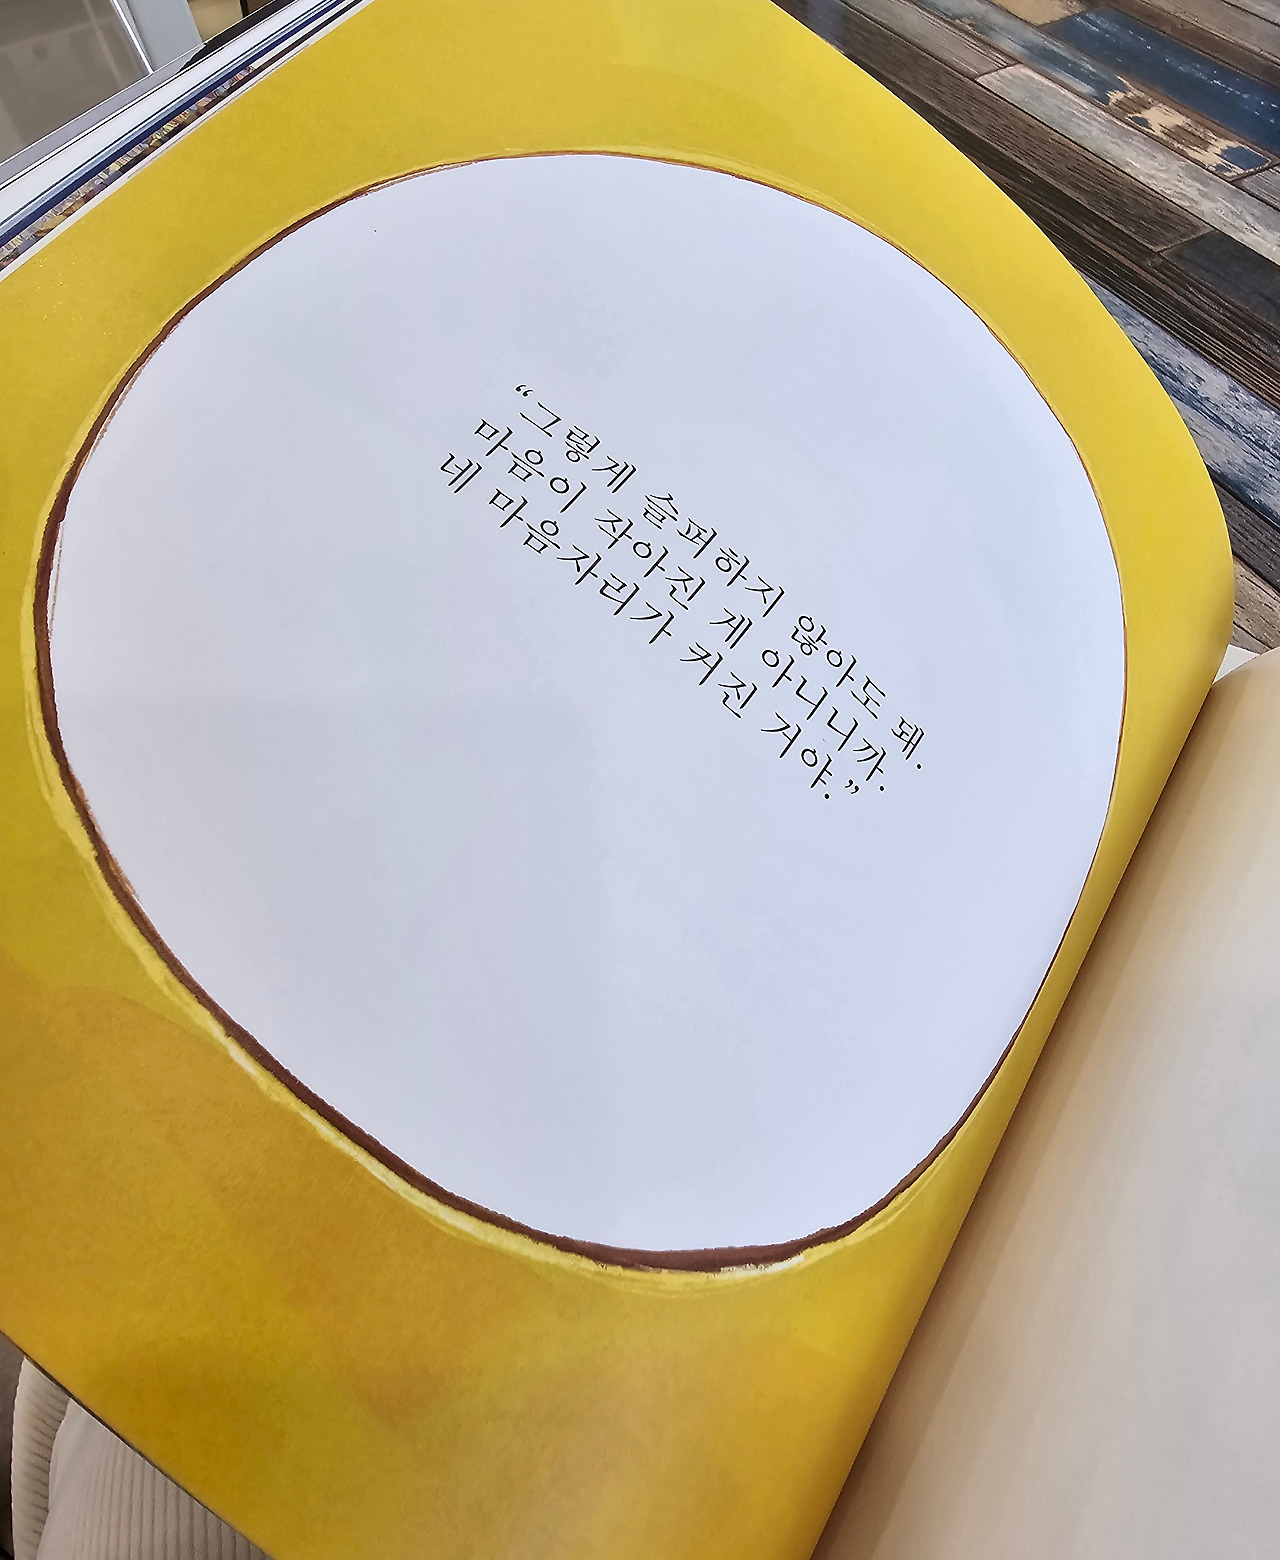 “그렇게 슬퍼하지 않아도 돼.
마음이 작아진 게 아니니까.
네 마음자리가 커진 거야.”